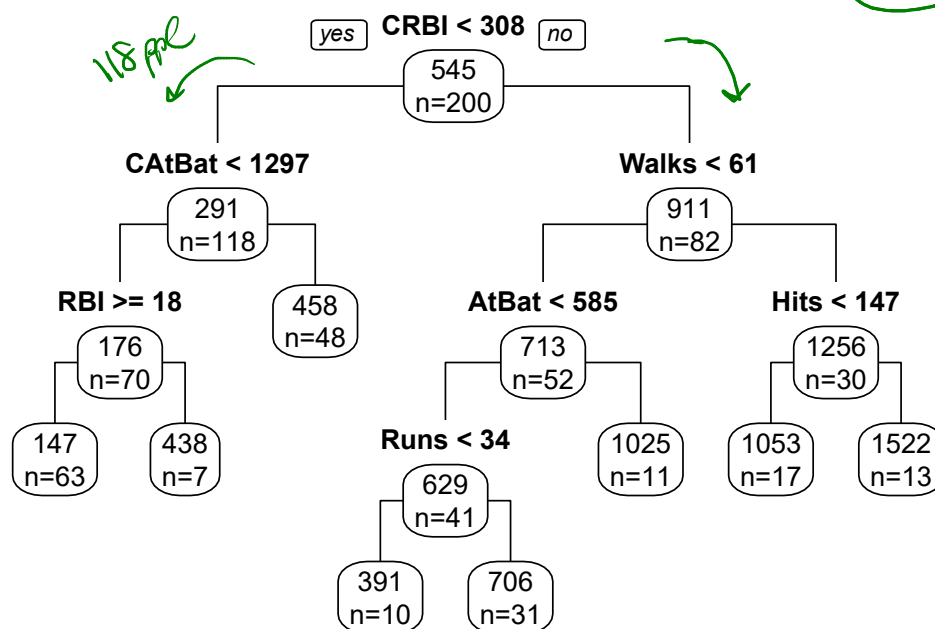 yes CRBI < 308 no
118 ppl
545
n=200
CAtBat < 1297 Walks < 61
291 911
n=118 n=82
RBI >= 18 AtBat < 585 Hits < 147
458
n=48
176 713 1256
n=70 n=52 n=30
147 438 Runs < 34 1025 1053 1522
n=63 n=7 n=11 n=17 n=13
629
n=41
391 706
n=10 n=31